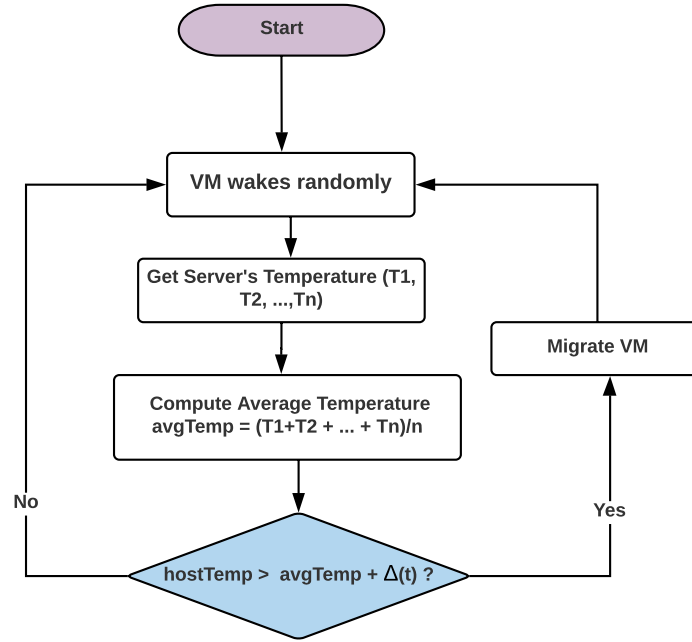 Start
VM wakes randomly
Get Server's Temperature (T1,
T2, ...,Tn)
Migrate VM
Compute Average Temperature
avgTemp = (T1+T2 + ... + Tn)/n
No
Yes
hostTemp > avgTemp + Δ(t) ?